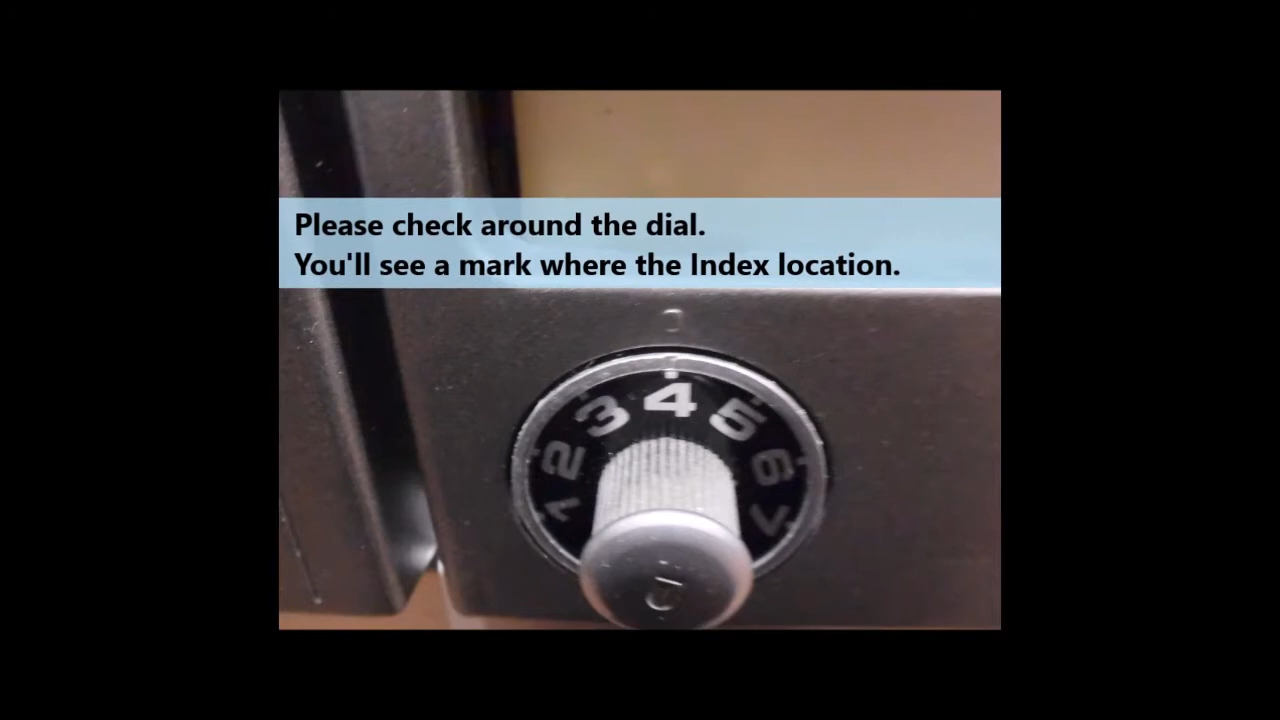 Please check around the dial.
You'll see a mark where the Index location.
4
3 5
2 6
1 7